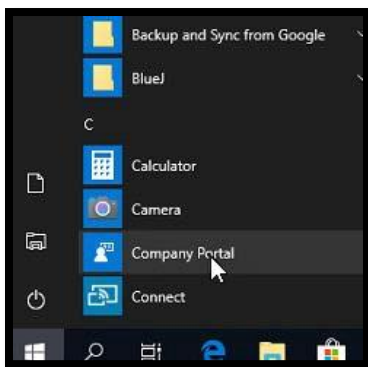 Backup and Sync from Google
BlueJ
C
Calculator
Camera
Company Portal
Connect